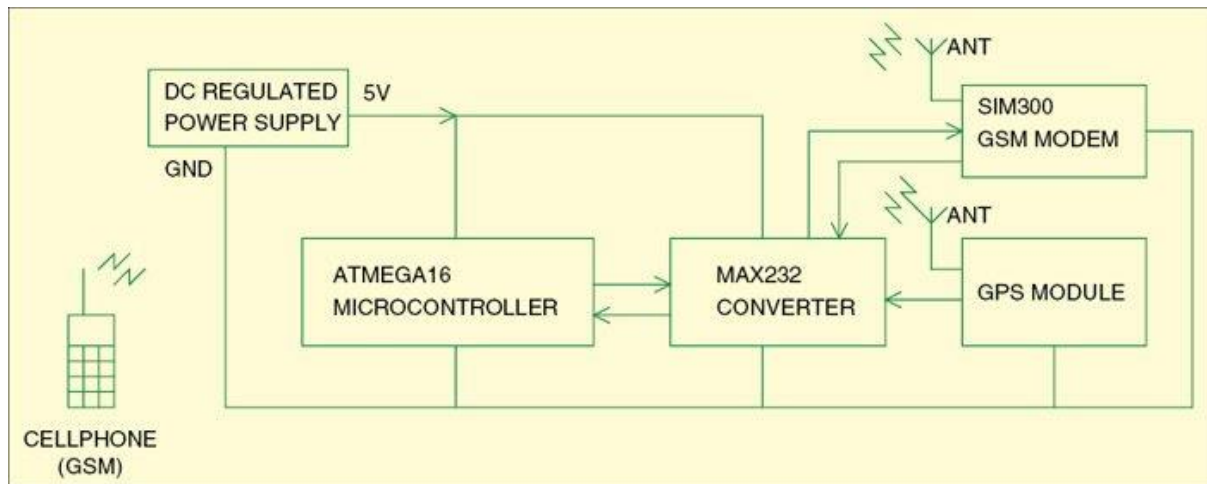 DC REGULATED
POWER SUPPLY
5V
GND
ANT
SIM300
GSM MODEM
ANT
ATMEGA16
MICROCONTROLLER
MAX232
CONVERTER
GPS MODULE
CELLPHONE
(GSM)